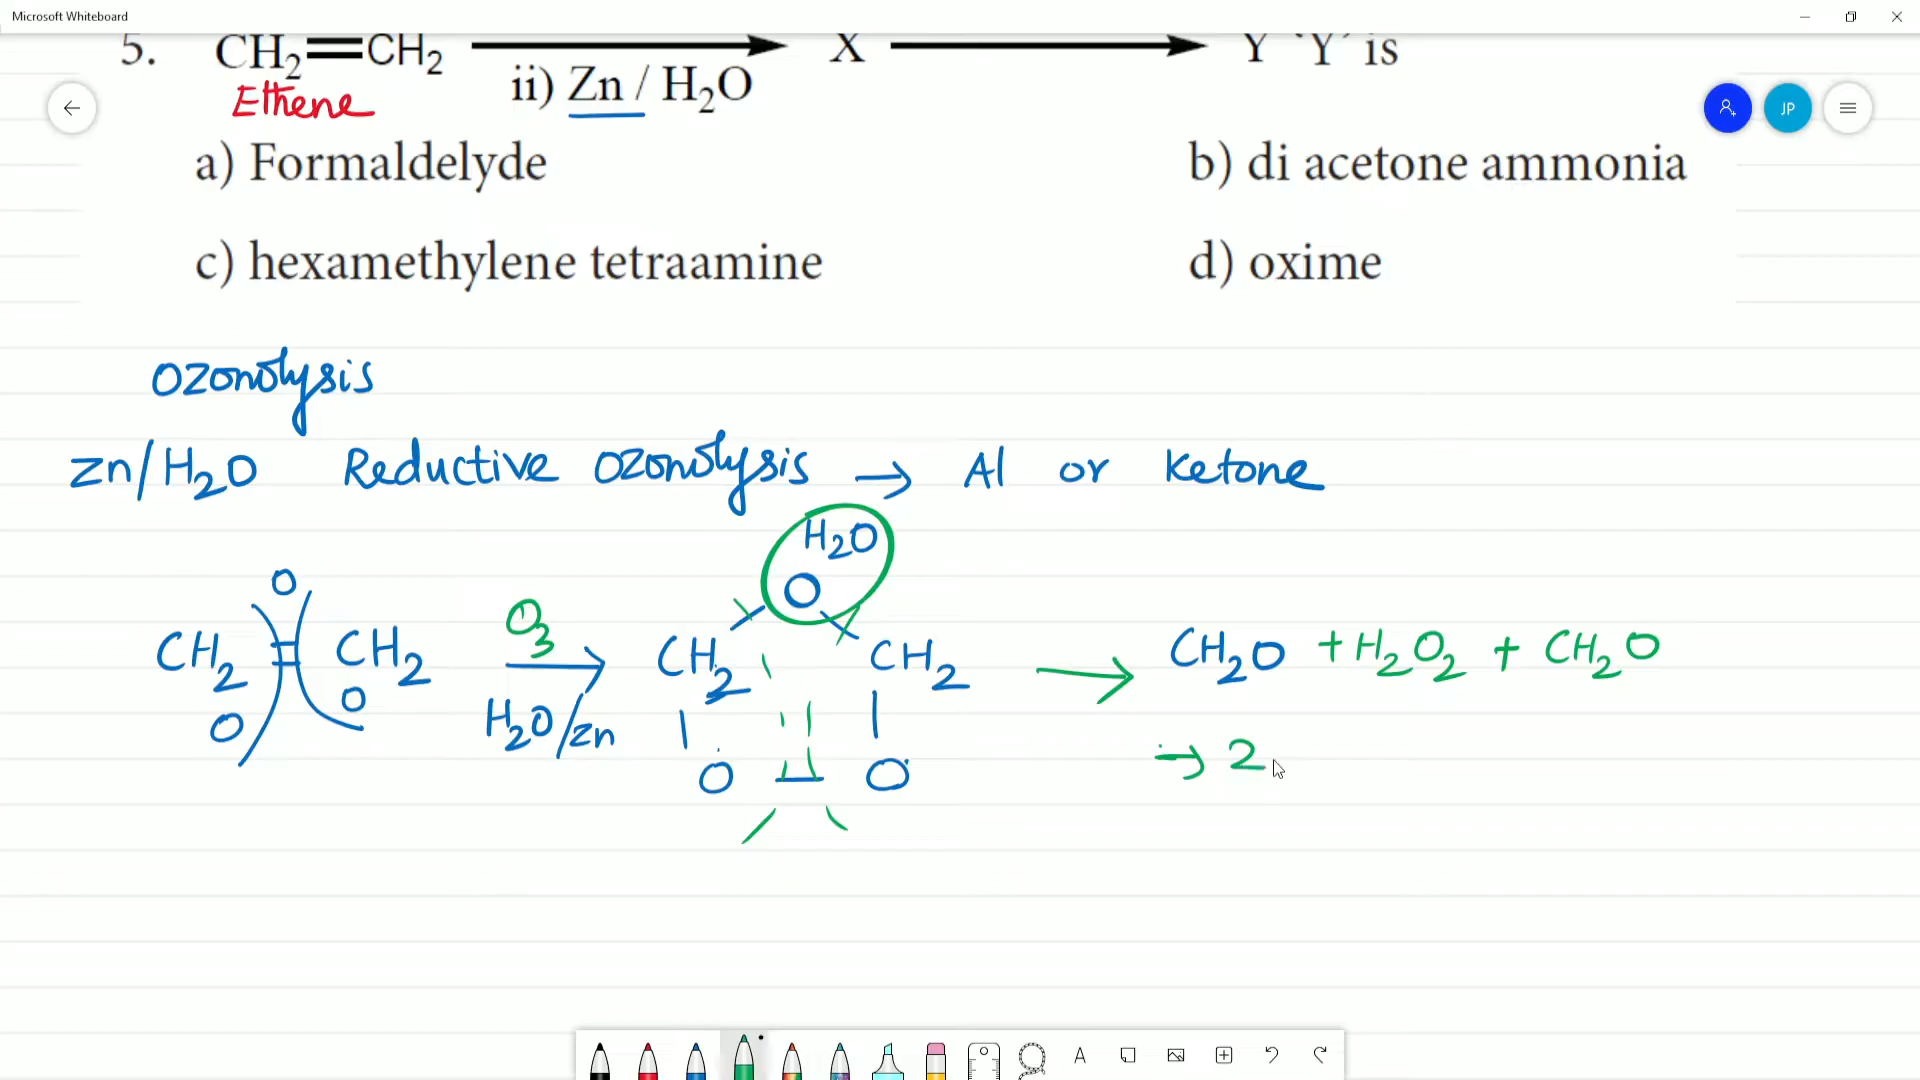 Microsoft Whiteboard
5. CH2=CH2 → X → Y 'Y' is
ii) Zn / H2O
Ethene
JP
a) Formaldelyde b) di acetone ammonia
c) hexamethylene tetraamine d) oxime
Ozonolysis
Zn/H2O Reductive Ozonolysis → Al or Ketone
H2O
O
O
CH2 = CH2 O3 → CH2 CH2 → CH2O + H2O2 + CH2O
O O H2O/Zn
O O → 2
A